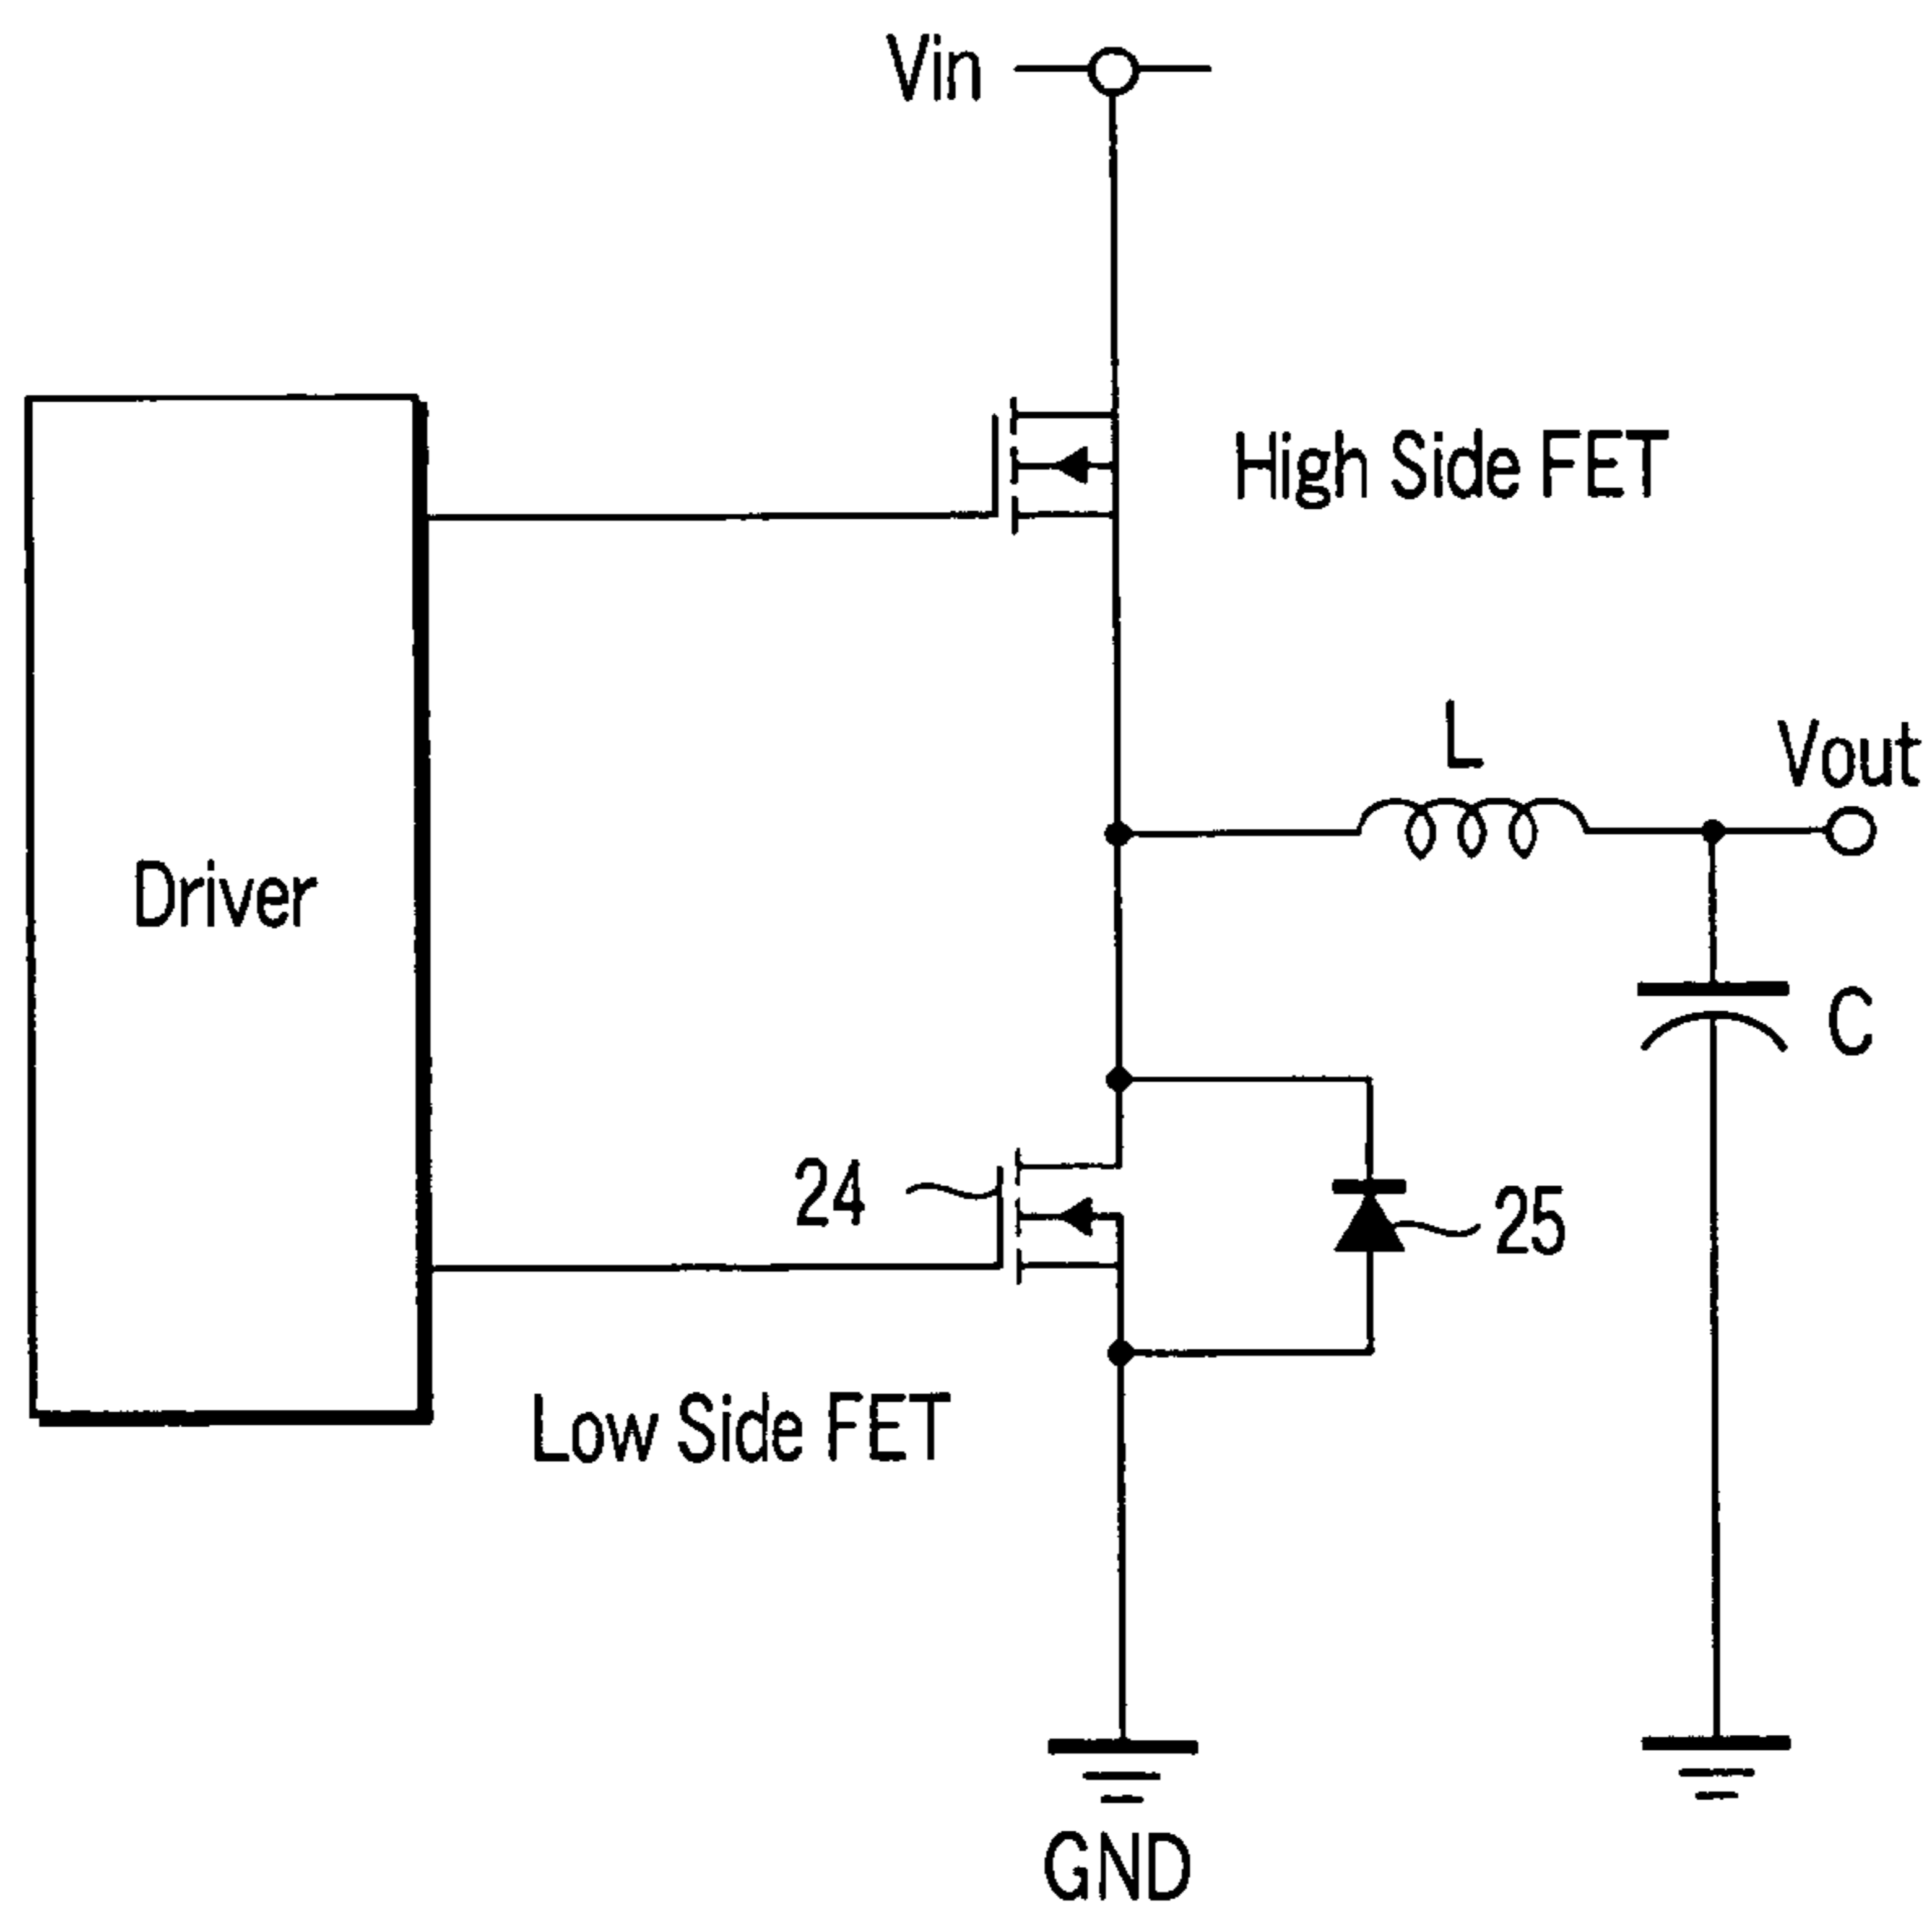 Vin
High Side FET
L
Vout
Driver
C
24
25
Low Side FET
GND